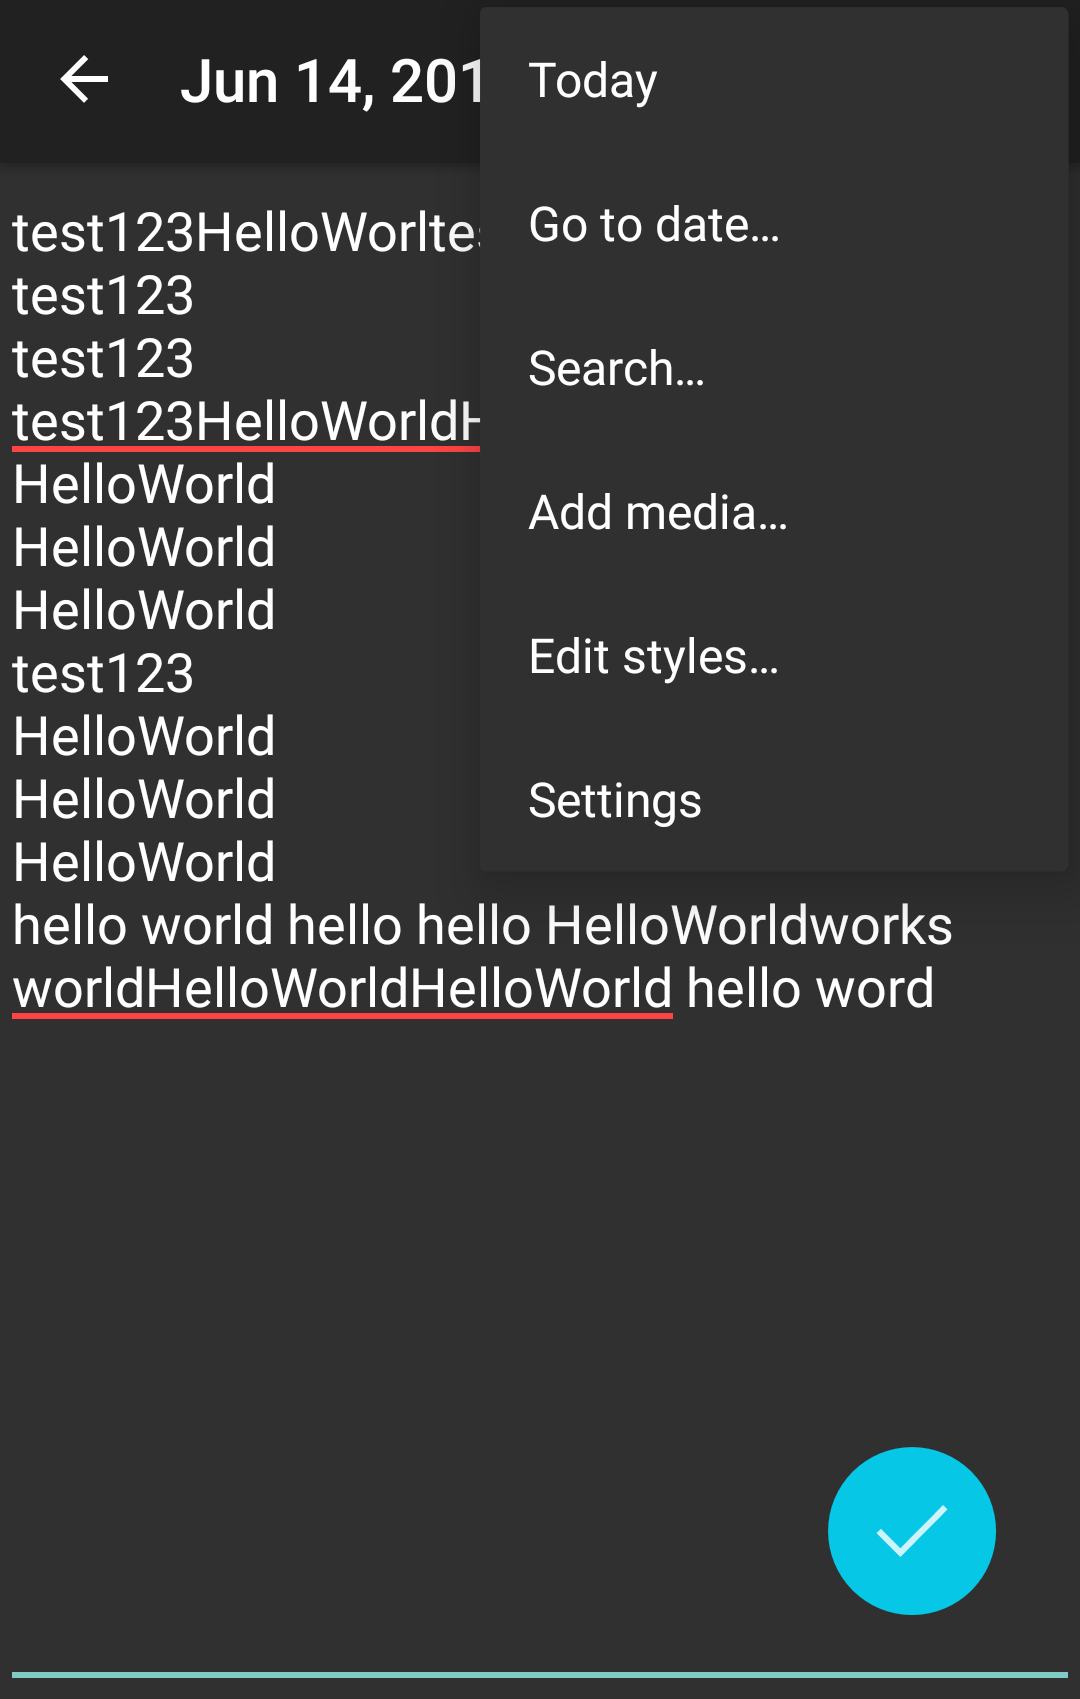 Jun 14, 201
Today
Go to date…
Search…
Add media…
Edit styles…
Settings
test123HelloWorltes
test123
test123
test123HelloWorldH
HelloWorld
HelloWorld
HelloWorld
test123
HelloWorld
HelloWorld
HelloWorld
hello world hello hello HelloWorldworks
worldHelloWorldHelloWorld hello word